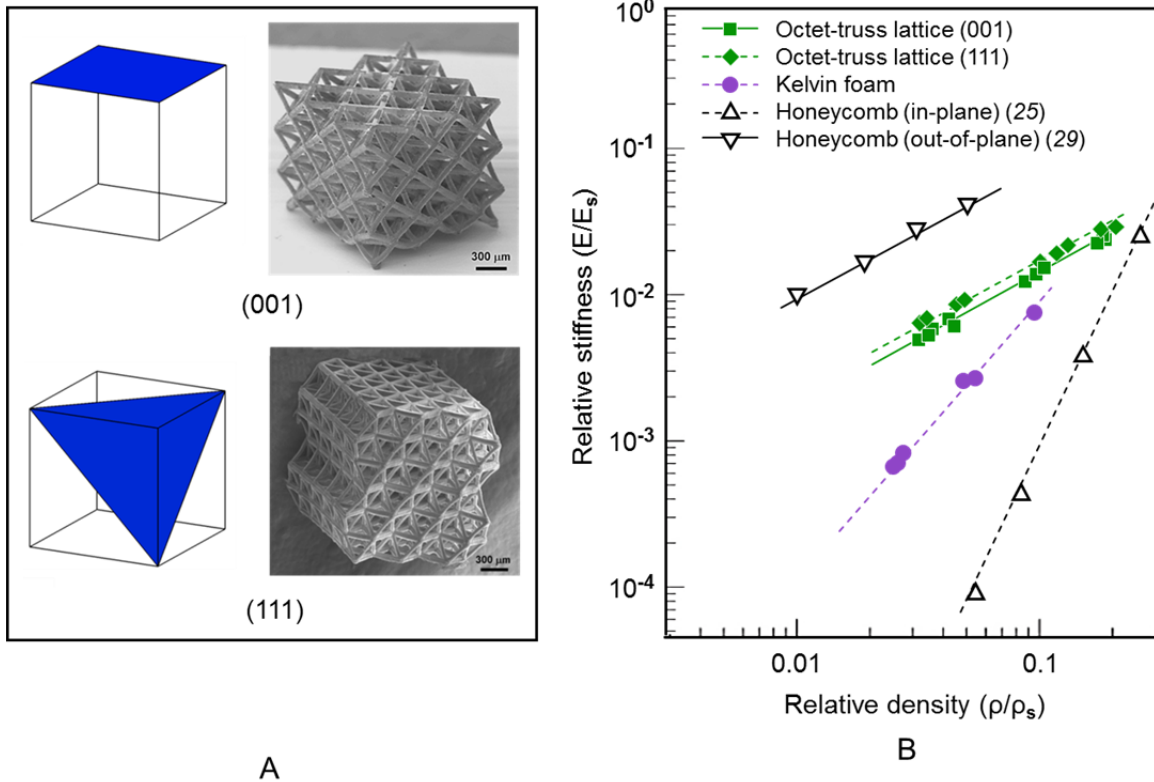 (001)
300 μm
(111)
300 μm
A
Octet-truss lattice (001)
Octet-truss lattice (111)
Kelvin foam
Honeycomb (in-plane) (25)
Honeycomb (out-of-plane) (29)
Relative stiffness (E/Es)
10⁰
10⁻¹
10⁻²
10⁻³
10⁻⁴
0.01
0.1
Relative density (ρ/ρs)
B